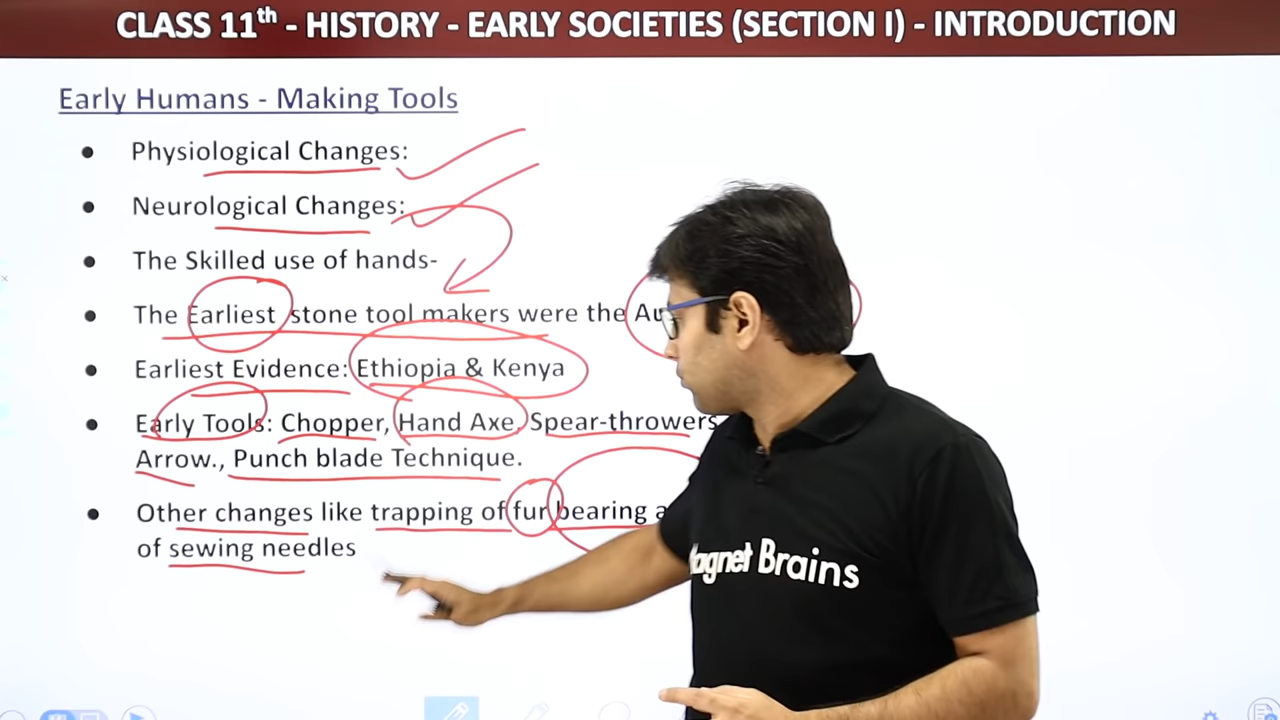 CLASS 11th - HISTORY - EARLY SOCIETIES (SECTION I) - INTRODUCTION
Early Humans - Making Tools
● Physiological Changes:
● Neurological Changes:
● The Skilled use of hands-
● The Earliest stone tool makers were the
● Earliest Evidence: Ethiopia & Kenya
● Early Tools: Chopper, Hand Axe, Spear-throwers
Arrow., Punch blade Technique.
● Other changes like trapping of fur bearing
of sewing needles
Magnet Brains